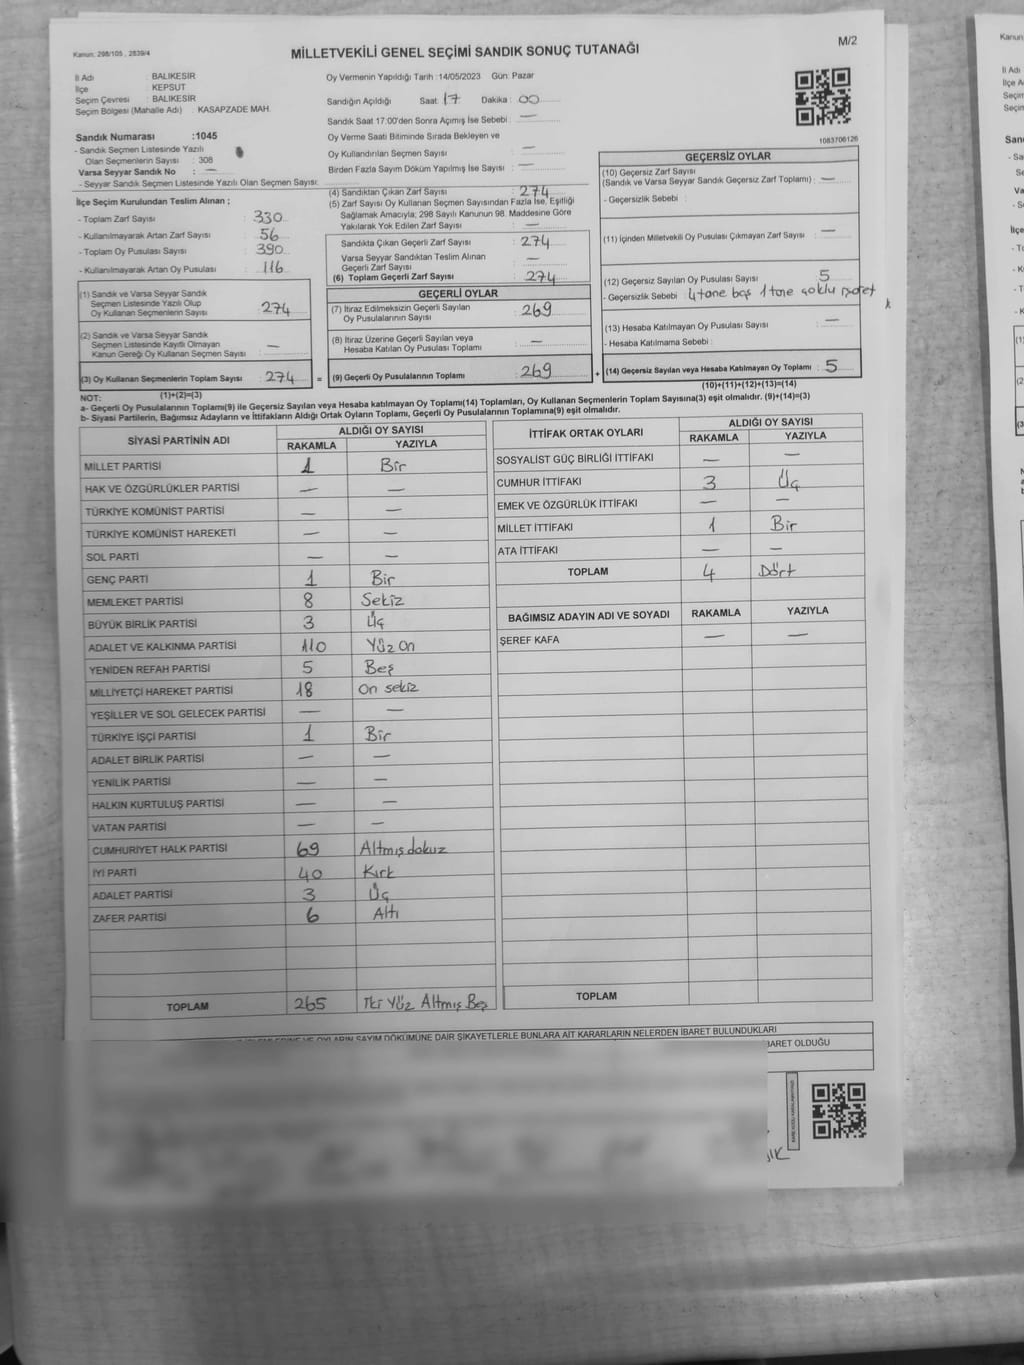 Kanun: 298/105, 2839/4
MİLLETVEKİLİ GENEL SEÇİMİ SANDIK SONUÇ TUTANAĞI
M/2
İl Adı : BALIKESİR
İlçe : KEPSUT
Seçim Çevresi : BALIKESİR
Seçim Bölgesi (Mahalle Adı) : KASAPZADE MAH.
Sandık Numarası :1045
- Sandık Seçmen Listesinde Yazılı
Olan Seçmenlerin Sayısı : 308
Varsa Seyyar Sandık No : —
- Seyyar Sandık Seçmen Listesinde Yazılı Olan Seçmen Sayısı:
İlçe Seçim Kurulundan Teslim Alınan ;
- Toplam Zarf Sayısı : 330
- Kullanılmayarak Artan Zarf Sayısı : 56
- Toplam Oy Pusulası Sayısı : 390
- Kullanılmayarak Artan Oy Pusulası : 116
(1) Sandık ve Varsa Seyyar Sandık
Seçmen Listesinde Yazılı Olup
Oy Kullanan Seçmenlerin Sayısı : 274
(2) Sandık ve Varsa Seyyar Sandık
Seçmen Listesinde Kayıtlı Olmayan
Kanun Gereği Oy Kullanan Seçmen Sayısı : —
(3) Oy Kullanan Seçmenlerin Toplam Sayısı : 274 =
(1)+(2)=(3)
Oy Vermenin Yapıldığı Tarih :14/05/2023 Gün: Pazar
Sandığın Açıldığı Saat: 17 Dakika : 00
Sandık Saat 17:00'den Sonra Açılmış İse Sebebi : —
Oy Verme Saati Bitiminde Sırada Bekleyen ve
Oy Kullandırılan Seçmen Sayısı : —
Birden Fazla Sayım Döküm Yapılmış İse Sayısı : —
(4) Sandıktan Çıkan Zarf Sayısı : 274
(5) Zarf Sayısı Oy Kullanan Seçmen Sayısından Fazla İse, Eşitliği
Sağlamak Amacıyla; 298 Sayılı Kanunun 98. Maddesine Göre
Yakılarak Yok Edilen Zarf Sayısı : —
Sandıkta Çıkan Geçerli Zarf Sayısı : 274
Varsa Seyyar Sandıktan Teslim Alınan
Geçerli Zarf Sayısı : —
(6) Toplam Geçerli Zarf Sayısı : 274
GEÇERLİ OYLAR
(7) İtiraz Edilmeksizin Geçerli Sayılan
Oy Pusulalarının Sayısı : 269
(8) İtiraz Üzerine Geçerli Sayılan veya
Hesaba Katılan Oy Pusulası Toplamı : —
(9) Geçerli Oy Pusulalarının Toplamı : 269 +
1083706126
GEÇERSİZ OYLAR
(10) Geçersiz Zarf Sayısı
(Sandık ve Varsa Seyyar Sandık Geçersiz Zarf Toplamı) : —
- Geçersizlik Sebebi :
(11) İçinden Milletvekili Oy Pusulası Çıkmayan Zarf Sayısı : —
(12) Geçersiz Sayılan Oy Pusulası Sayısı : 5
- Geçersizlik Sebebi : 4 tane boş 1 tane çoklu işaret
(13) Hesaba Katılmayan Oy Pusulası Sayısı : —
- Hesaba Katılmama Sebebi :
(14) Geçersiz Sayılan veya Hesaba Katılmayan Oy Toplamı : 5
(10)+(11)+(12)+(13)=(14)
NOT:
a- Geçerli Oy Pusulalarının Toplamı(9) ile Geçersiz Sayılan veya Hesaba katılmayan Oy Toplamı(14) Toplamları, Oy Kullanan Seçmenlerin Toplam Sayısına(3) eşit olmalıdır. (9)+(14)=(3)
b- Siyasi Partilerin, Bağımsız Adayların ve İttifakların Aldığı Ortak Oyların Toplamı, Geçerli Oy Pusulalarının Toplamına(9) eşit olmalıdır.
SİYASİ PARTİNİN ADI ALDIĞI OY SAYISI
RAKAMLA YAZIYLA
MİLLET PARTİSİ 1 Bir
HAK VE ÖZGÜRLÜKLER PARTİSİ — —
TÜRKİYE KOMÜNİST PARTİSİ — —
TÜRKİYE KOMÜNİST HAREKETİ — —
SOL PARTİ — —
GENÇ PARTİ 1 Bir
MEMLEKET PARTİSİ 8 Sekiz
BÜYÜK BİRLİK PARTİSİ 3 Üç
ADALET VE KALKINMA PARTİSİ 110 Yüz On
YENİDEN REFAH PARTİSİ 5 Beş
MİLLİYETÇİ HAREKET PARTİSİ 18 On sekiz
YEŞİLLER VE SOL GELECEK PARTİSİ — —
TÜRKİYE İŞÇİ PARTİSİ 1 Bir
ADALET BİRLİK PARTİSİ — —
YENİLİK PARTİSİ — —
HALKIN KURTULUŞ PARTİSİ — —
VATAN PARTİSİ — —
CUMHURİYET HALK PARTİSİ 69 Altmış dokuz
İYİ PARTİ 40 Kırk
ADALET PARTİSİ 3 Üç
ZAFER PARTİSİ 6 Altı
TOPLAM 265 İki Yüz Altmış Beş
İTTİFAK ORTAK OYLARI ALDIĞI OY SAYISI
RAKAMLA YAZIYLA
SOSYALİST GÜÇ BİRLİĞİ İTTİFAKI — —
CUMHUR İTTİFAKI 3 Üç
EMEK VE ÖZGÜRLÜK İTTİFAKI — —
MİLLET İTTİFAKI 1 Bir
ATA İTTİFAKI — —
TOPLAM 4 Dört
BAĞIMSIZ ADAYIN ADI VE SOYADI RAKAMLA YAZIYLA
ŞEREF KAFA — —
TOPLAM
OYLARIN SAYIM DÖKÜMÜNE DAİR ŞİKAYETLERLE BUNLARA AİT KARARLARIN NELERDEN İBARET BULUNDUKLARI
İBARET OLDUĞU